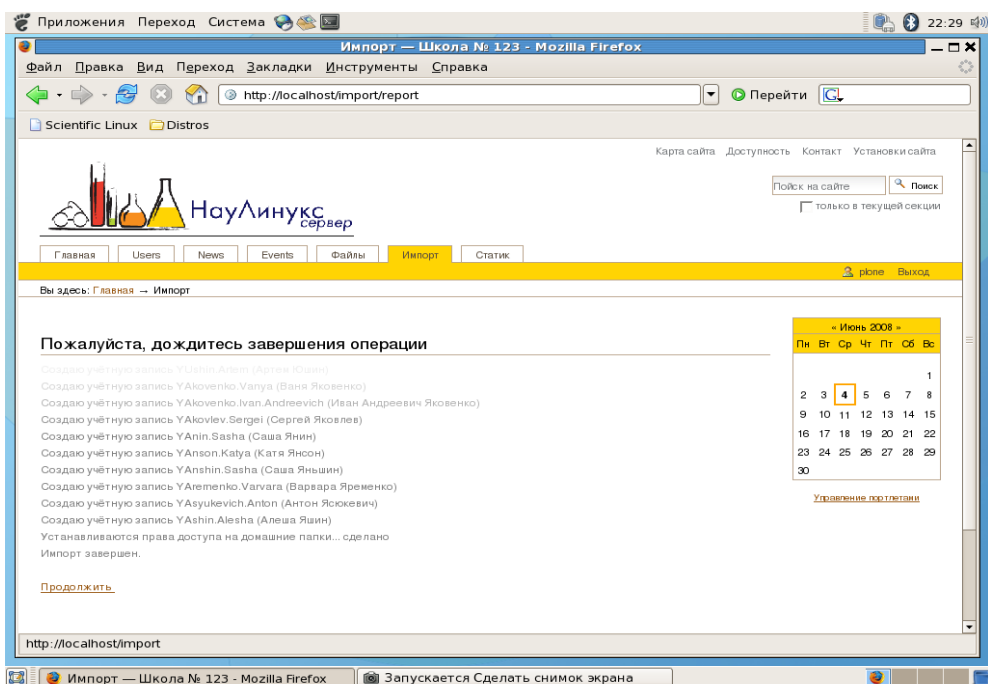 Приложения Переход Система 22:29
Импорт — Школа № 123 - Mozilla Firefox
Файл Правка Вид Переход Закладки Инструменты Справка
http://localhost/import/report Перейти
Scientific Linux Distros
Карта сайта Доступность Контакт Установки сайта
Поиск на сайте Поиск
только в текущей секции
НауЛинукс
сервер
Главная Users News Events Файлы Импорт Статик
plone Выход
Вы здесь: Главная → Импорт
Пожалуйста, дождитесь завершения операции
Создаю учётную запись YUshin.Artem (Артем Юшин)
Создаю учётную запись YAkovenko.Vanya (Ваня Яковенко)
Создаю учётную запись YAkovenko.Ivan.Andreevich (Иван Андреевич Яковенко)
Создаю учётную запись YAkovlev.Sergei (Сергей Яковлев)
Создаю учётную запись YAnin.Sasha (Саша Янин)
Создаю учётную запись YAnson.Katya (Катя Янсон)
Создаю учётную запись YAnshin.Sasha (Саша Яньшин)
Создаю учётную запись YAremenko.Varvara (Варвара Яременко)
Создаю учётную запись YAsyukevich.Anton (Антон Ясюкевич)
Создаю учётную запись YAshin.Alesha (Алеша Яшин)
Устанавливаются права доступа на домашние папки... сделано
Импорт завершен.
Продолжить
« Июнь 2008 »
Пн Вт Ср Чт Пт Сб Вс
1
2 3 4 5 6 7 8
9 10 11 12 13 14 15
16 17 18 19 20 21 22
23 24 25 26 27 28 29
30
Управление портлетами
http://localhost/import
Импорт — Школа № 123 - Mozilla Firefox Запускается Сделать снимок экрана